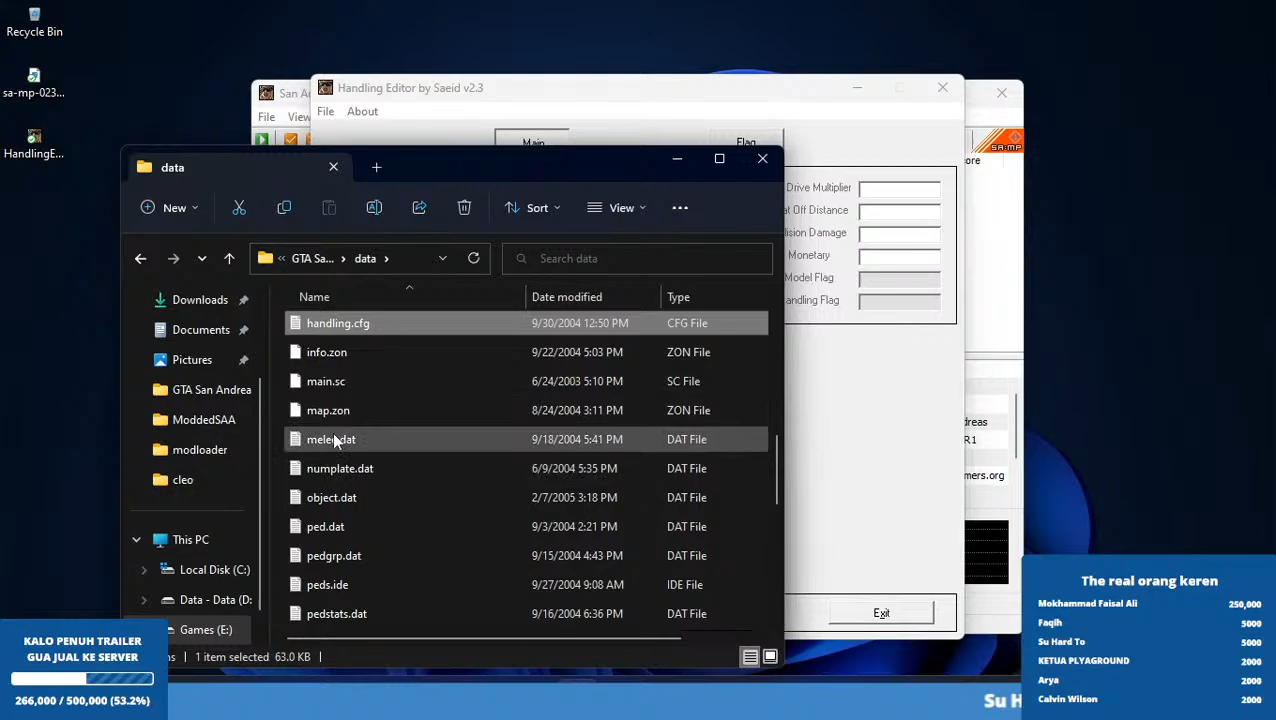 Recycle Bin
sa-mp-023...
HandlingE...
San An
File
View
Handling Editor by Saeid v2.3
File
About
Main
Flag
Drive Multiplier
at Off Distance
lision Damage
Monetary
Model Flag
andling Flag
Exit
core
reas
R1
mers.org
data
New
Sort
View
GTA Sa...
data
Search data
Name
Date modified
Type
Downloads
Documents
Pictures
GTA San Andrea
ModdedSAA
modloader
cleo
This PC
Local Disk (C:)
Data - Data (D:
Games (E:)
handling.cfg 9/30/2004 12:50 PM CFG File
info.zon 9/22/2004 5:03 PM ZON File
main.sc 6/24/2003 5:10 PM SC File
map.zon 8/24/2004 3:11 PM ZON File
melee.dat 9/18/2004 5:41 PM DAT File
numplate.dat 6/9/2004 5:35 PM DAT File
object.dat 2/7/2005 3:18 PM DAT File
ped.dat 9/3/2004 2:21 PM DAT File
pedgrp.dat 9/15/2004 4:43 PM DAT File
peds.ide 9/27/2004 9:08 AM IDE File
pedstats.dat 9/16/2004 6:36 PM DAT File
ms
1 item selected 63.0 KB
KALO PENUH TRAILER
GUA JUAL KE SERVER
266,000 / 500,000 (53.2%)
Su H
The real orang keren
Mokhammad Faisal Ali 250,000
Faqih 5000
Su Hard To 5000
KETUA PLYAGROUND 2000
Arya 2000
Calvin Wilson 2000